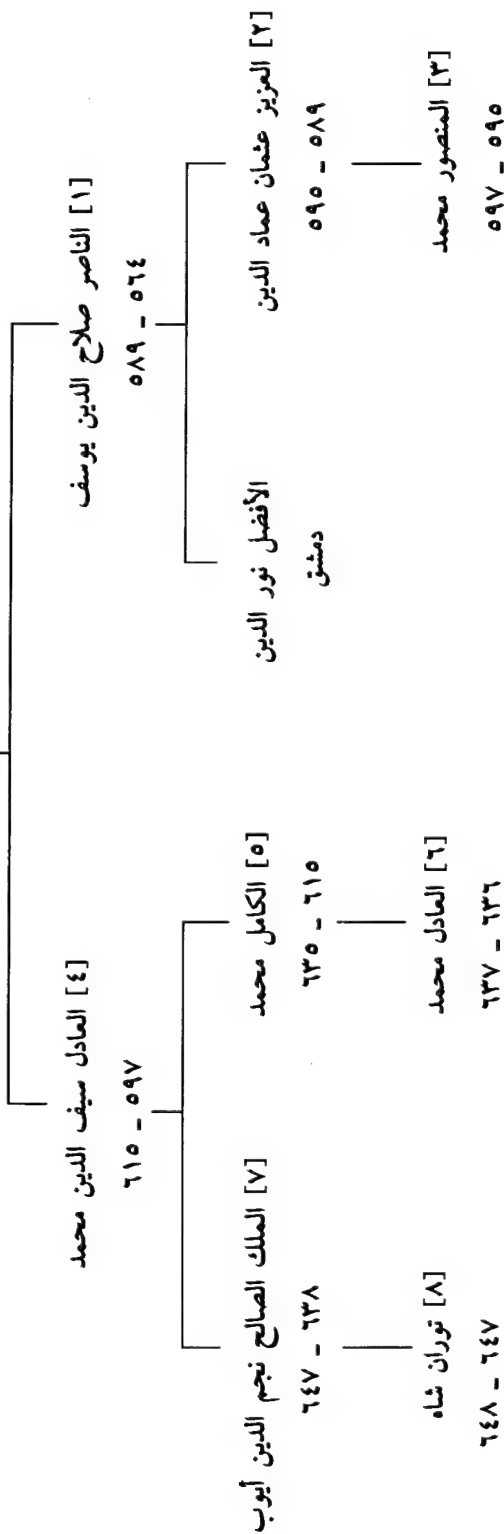 [١] الناصر صلاح الدين يوسف
٥٦٤ _ ٥٨٩
[٤] العادل سيف الدين محمد
٥٩٧ _ ٦١٥
[٢] العزيز عثمان عماد الدين
٥٨٩ _ ٥٩٥
الأفضل نور الدين
دمشق
[٥] الكامل محمد
٦١٥ _ ٦٣٥
[٧] الملك الصالح نجم الدين أيوب
٦٣٨ _ ٦٤٧
[٣] المنصور محمد
٥٩٥ _ ٥٩٧
[٦] العادل محمد
٦٣٦ _ ٦٣٧
[٨] توران شاه
٦٤٧ _ ٦٤٨